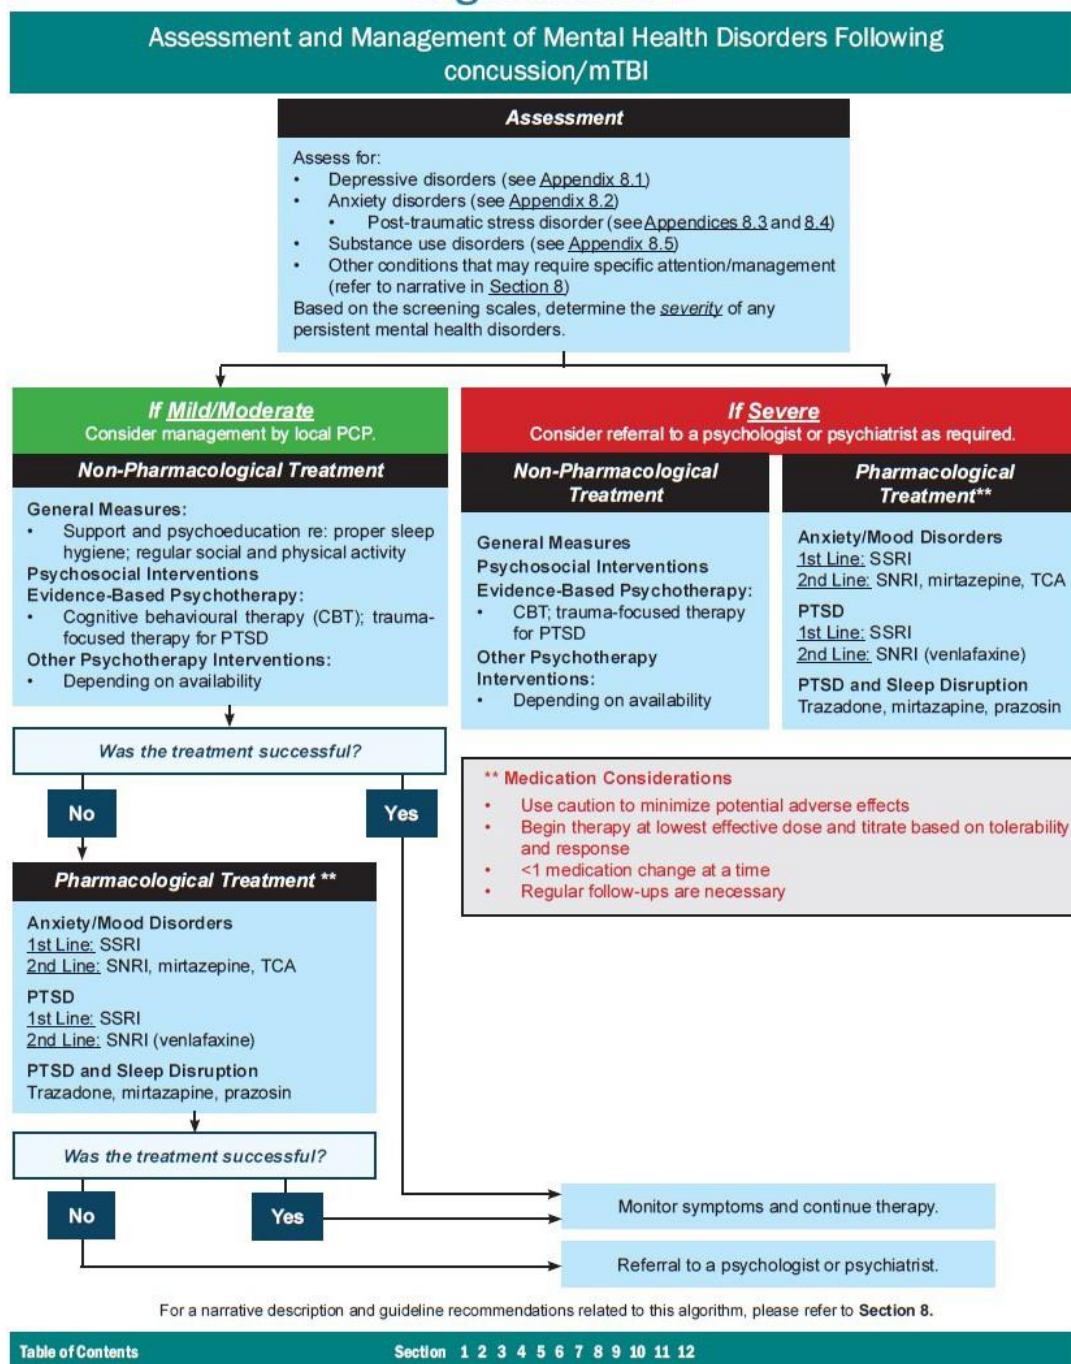 Assessment and Management of Mental Health Disorders Following
concussion/mTBI
Assessment
Assess for:
• Depressive disorders (see Appendix 8.1)
• Anxiety disorders (see Appendix 8.2)
• Post-traumatic stress disorder (see Appendices 8.3 and 8.4)
• Substance use disorders (see Appendix 8.5)
• Other conditions that may require specific attention/management
(refer to narrative in Section 8)
Based on the screening scales, determine the severity of any
persistent mental health disorders.
If Mild/Moderate
Consider management by local PCP.
Non-Pharmacological Treatment
General Measures:
• Support and psychoeducation re: proper sleep
hygiene; regular social and physical activity
Psychosocial Interventions
Evidence-Based Psychotherapy:
• Cognitive behavioural therapy (CBT); trauma-
focused therapy for PTSD
Other Psychotherapy Interventions:
• Depending on availability
Was the treatment successful?
No
Yes
Pharmacological Treatment **
Anxiety/Mood Disorders
1st Line: SSRI
2nd Line: SNRI, mirtazepine, TCA
PTSD
1st Line: SSRI
2nd Line: SNRI (venlafaxine)
PTSD and Sleep Disruption
Trazadone, mirtazapine, prazosin
Was the treatment successful?
No
Yes
If Severe
Consider referral to a psychologist or psychiatrist as required.
Non-Pharmacological
Treatment
General Measures
Psychosocial Interventions
Evidence-Based Psychotherapy:
• CBT; trauma-focused therapy
for PTSD
Other Psychotherapy
Interventions:
• Depending on availability
Pharmacological
Treatment**
Anxiety/Mood Disorders
1st Line: SSRI
2nd Line: SNRI, mirtazepine, TCA
PTSD
1st Line: SSRI
2nd Line: SNRI (venlafaxine)
PTSD and Sleep Disruption
Trazadone, mirtazapine, prazosin
** Medication Considerations
• Use caution to minimize potential adverse effects
• Begin therapy at lowest effective dose and titrate based on tolerability
and response
• <1 medication change at a time
• Regular follow-ups are necessary
Monitor symptoms and continue therapy.
Referral to a psychologist or psychiatrist.
For a narrative description and guideline recommendations related to this algorithm, please refer to Section 8.
Table of Contents
Section 1 2 3 4 5 6 7 8 9 10 11 12